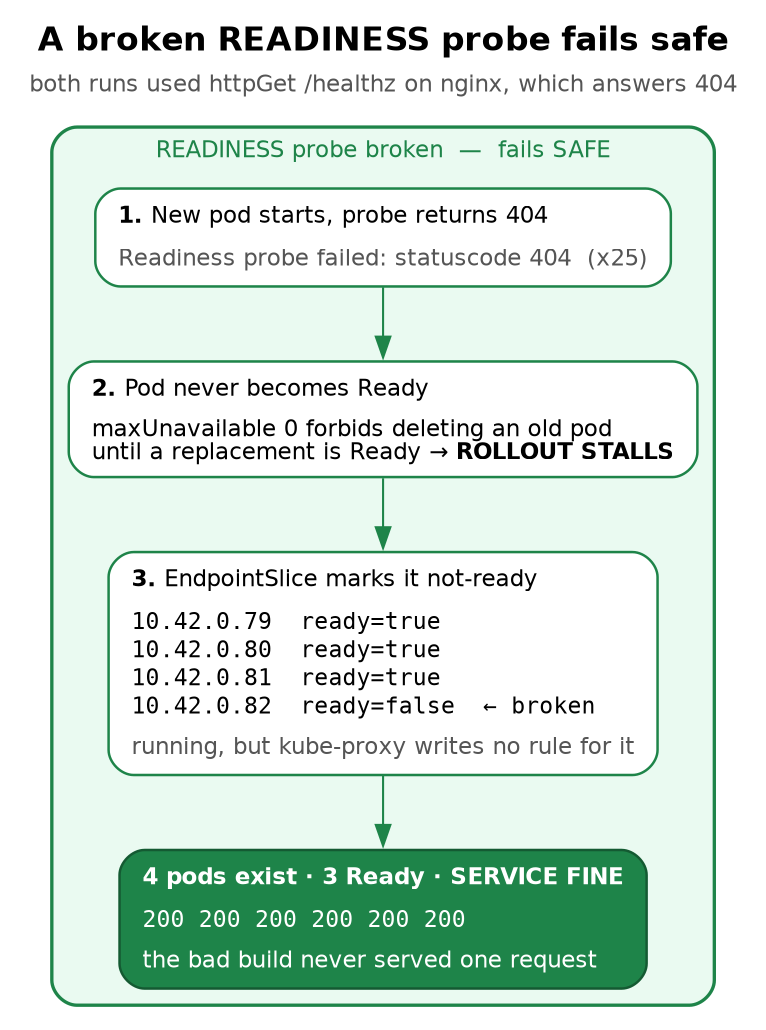 A broken READINESS probe fails safe
both runs used httpGet /healthz on nginx, which answers 404
READINESS probe broken — fails SAFE
1. New pod starts, probe returns 404
Readiness probe failed: statuscode 404 (x25)
2. Pod never becomes Ready
maxUnavailable 0 forbids deleting an old pod
until a replacement is Ready → ROLLOUT STALLS
3. EndpointSlice marks it not-ready
10.42.0.79 ready=true
10.42.0.80 ready=true
10.42.0.81 ready=true
10.42.0.82 ready=false ← broken
running, but kube-proxy writes no rule for it
4 pods exist · 3 Ready · SERVICE FINE
200 200 200 200 200 200
the bad build never served one request